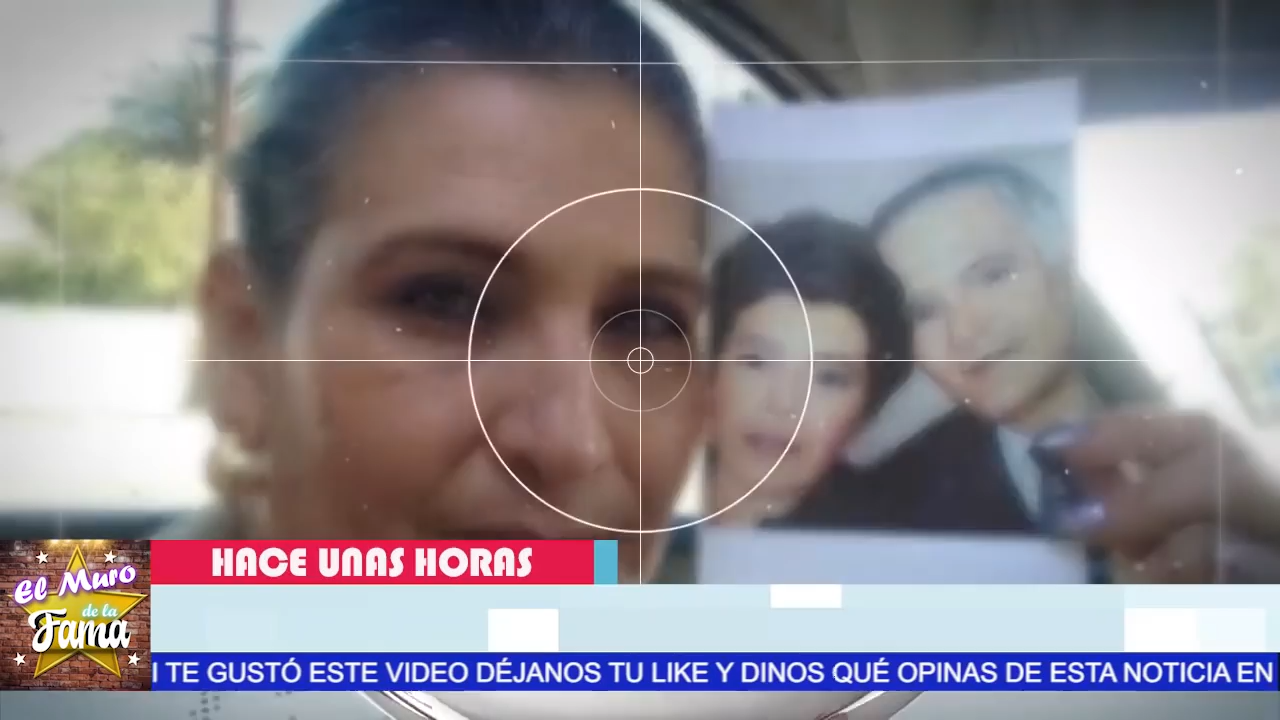 HACE UNAS HORAS
El Muro
de la
Fama
I TE GUSTÓ ESTE VIDEO DÉJANOS TU LIKE Y DINOS QUÉ OPINAS DE ESTA NOTICIA EN